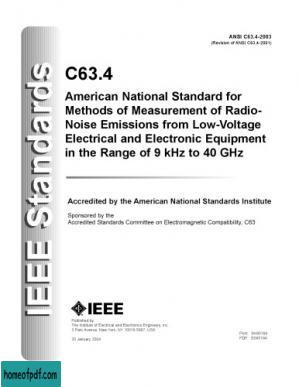 ANSI C63.4-2003
(Revision of ANSI C63.4-2001)
IEEE Standards
C63.4
American National Standard for
Methods of Measurement of Radio-
Noise Emissions from Low-Voltage
Electrical and Electronic Equipment
in the Range of 9 kHz to 40 GHz
Accredited by the American National Standards Institute
Sponsored by the
Accredited Standards Committee on Electromagnetic Compatibility, C63
IEEE
Published by
The Institute of Electrical and Electronics Engineers, Inc.
3 Park Avenue, New York, NY 10016-5997, USA
30 January 2004
Print:
PDF:
homeofpdf.com